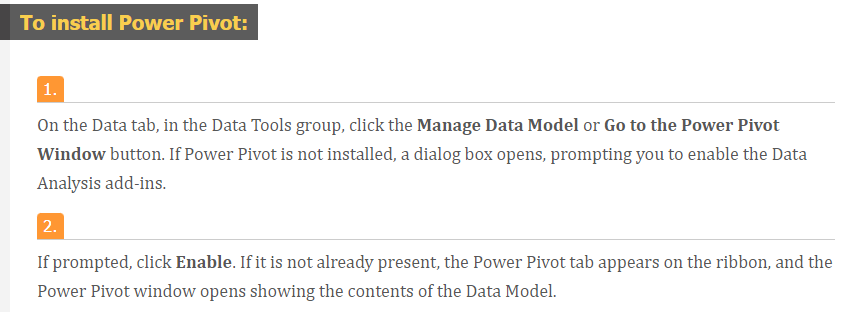 To install Power Pivot:
1.
On the Data tab, in the Data Tools group, click the Manage Data Model or Go to the Power Pivot
Window button. If Power Pivot is not installed, a dialog box opens, prompting you to enable the Data
Analysis add-ins.
2.
If prompted, click Enable. If it is not already present, the Power Pivot tab appears on the ribbon, and the
Power Pivot window opens showing the contents of the Data Model.